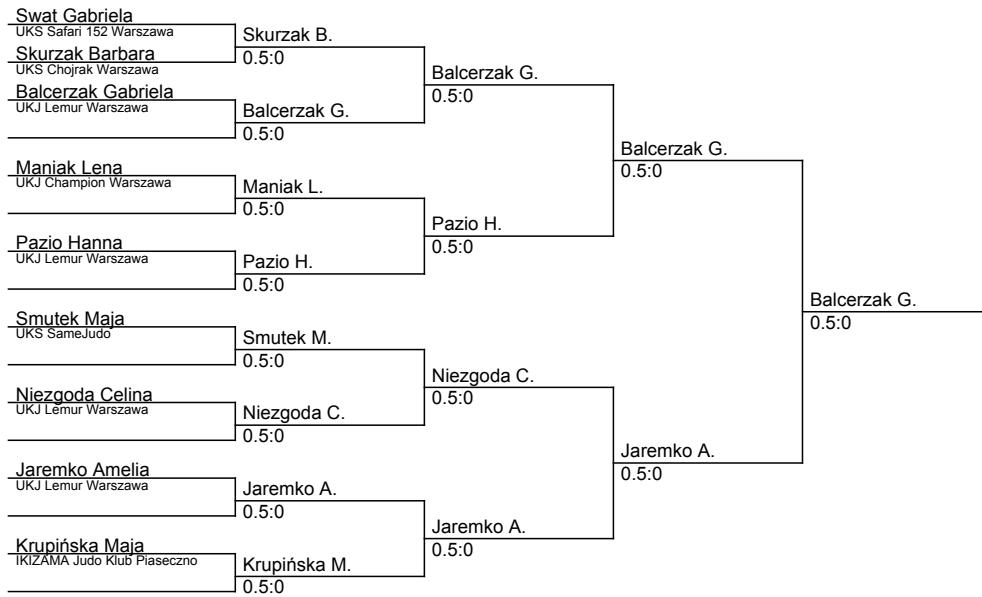 Swat Gabriela
UKS Safari 152 Warszawa
Skurzak Barbara
UKS Chojrak Warszawa
Balcerzak Gabriela
UKJ Lemur Warszawa
Maniak Lena
UKJ Champion Warszawa
Pazio Hanna
UKJ Lemur Warszawa
Smutek Maja
UKS SameJudo
Niezgoda Celina
UKJ Lemur Warszawa
Jaremko Amelia
UKJ Lemur Warszawa
Krupińska Maja
IKIZAMA Judo Klub Piaseczno
Skurzak B.
0.5:0
Balcerzak G.
0.5:0
Maniak L.
0.5:0
Pazio H.
0.5:0
Smutek M.
0.5:0
Niezgoda C.
0.5:0
Jaremko A.
0.5:0
Krupińska M.
0.5:0
Balcerzak G.
0.5:0
Pazio H.
0.5:0
Niezgoda C.
0.5:0
Jaremko A.
0.5:0
Balcerzak G.
0.5:0
Jaremko A.
0.5:0
Balcerzak G.
0.5:0